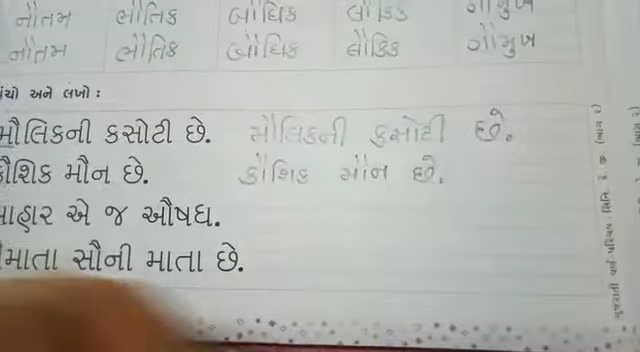 નૌતમ ભૌતિક બૌધિક લૌકિક ગૌમુખ
નૌતમ ભૌતિક બૌધિક લૌકિક ગૌમુખ
અને લખો :
મૌલિકની કસોટી છે. મૌલિકની કસોટી છે.
કૌશિક મૌન છે. કૌશિક મૌન છે.
આહાર એ જ ઔષધ.
માતા સૌની માતા છે.